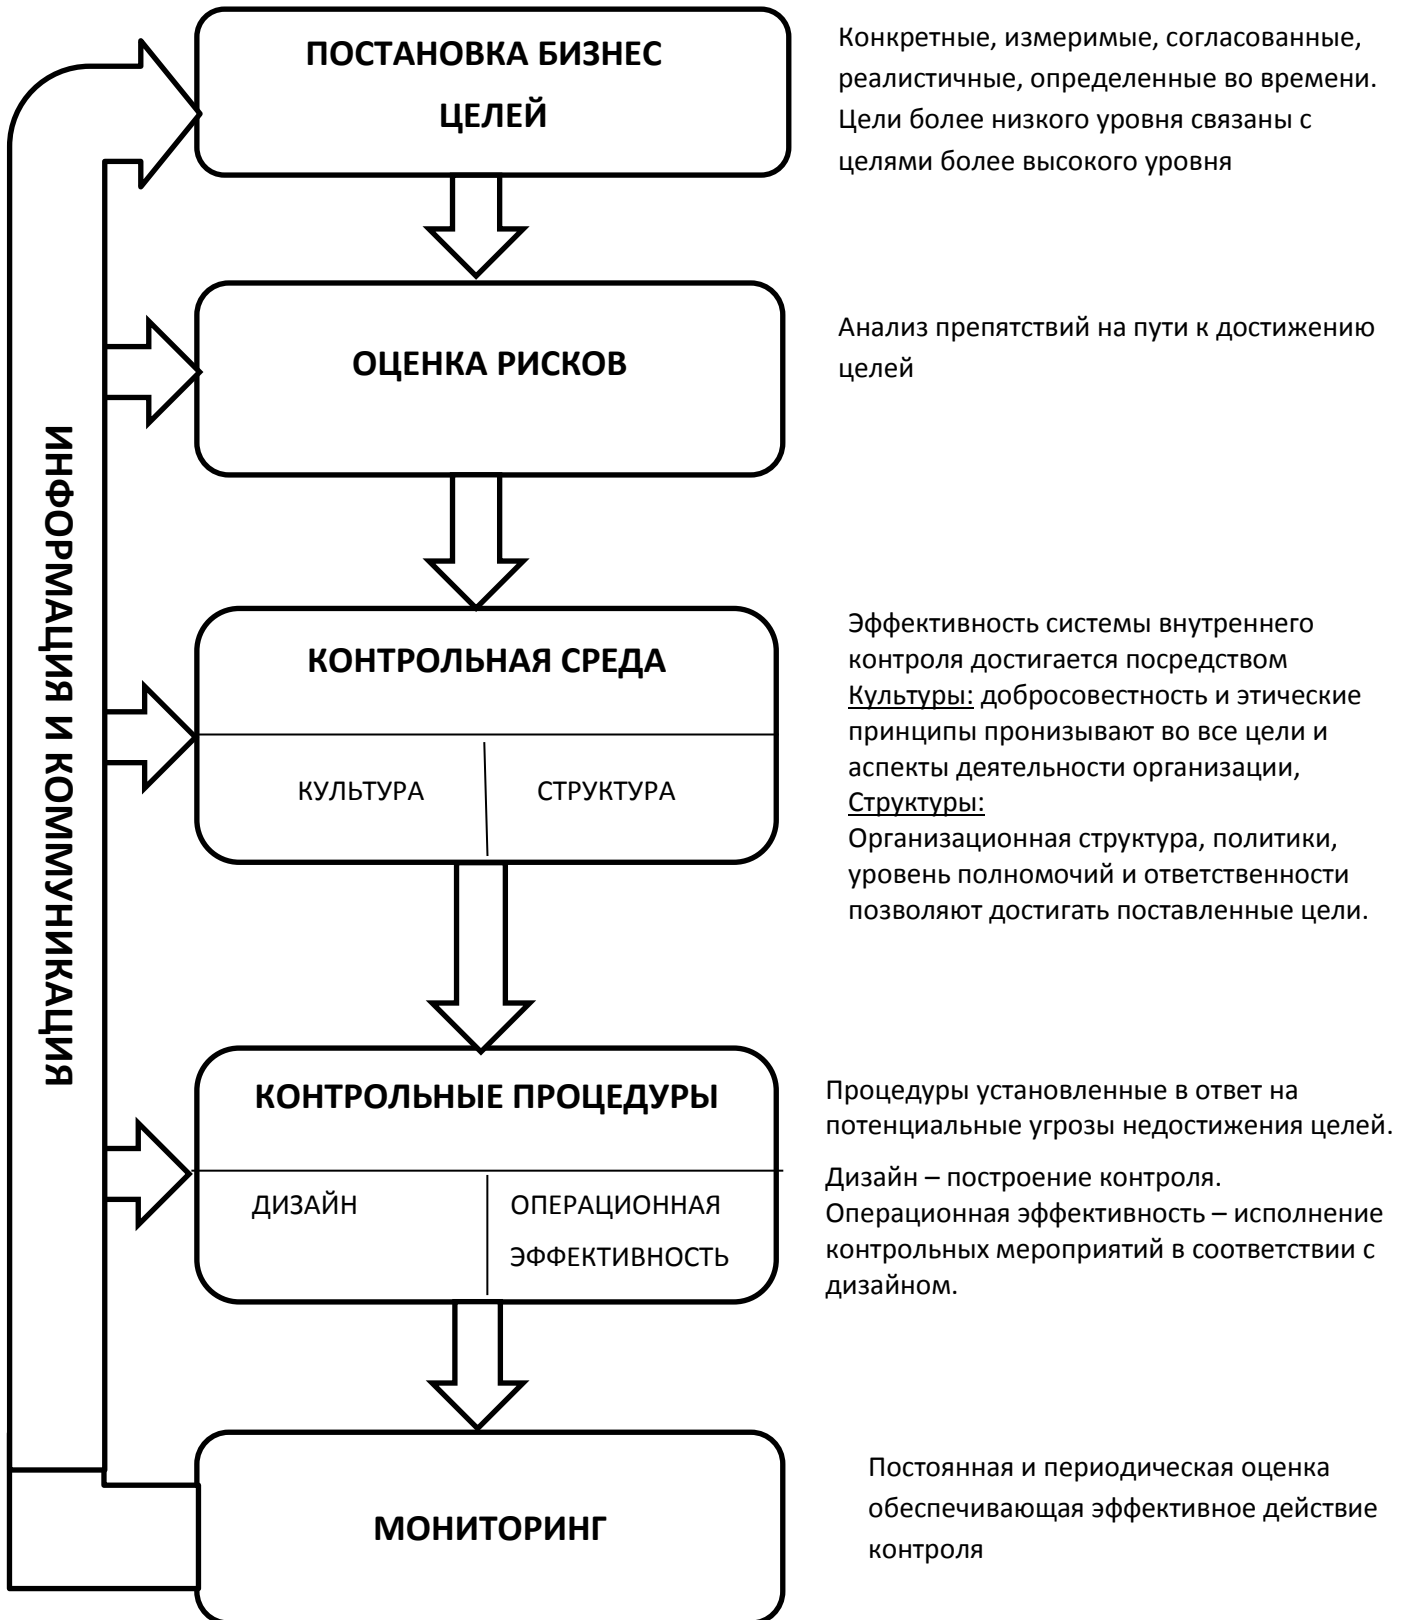 ПОСТАНОВКА БИЗНЕС
ЦЕЛЕЙ
Конкретные, измеримые, согласованные,
реалистичные, определенные во времени.
Цели более низкого уровня связаны с
целями более высокого уровня
ОЦЕНКА РИСКОВ
Анализ препятствий на пути к достижению
целей
ИНФОРМАЦИЯ И КОММУНИКАЦИЯ
КОНТРОЛЬНАЯ СРЕДА
КУЛЬТУРА
СТРУКТУРА
Эффективность системы внутреннего
контроля достигается посредством
Культуры: добросовестность и этические
принципы пронизывают во все цели и
аспекты деятельности организации,
Структуры:
Организационная структура, политики,
уровень полномочий и ответственности
позволяют достигать поставленные цели.
КОНТРОЛЬНЫЕ ПРОЦЕДУРЫ
ДИЗАЙН
ОПЕРАЦИОННАЯ
ЭФФЕКТИВНОСТЬ
Процедуры установленные в ответ на
потенциальные угрозы недостижения целей.
Дизайн – построение контроля.
Операционная эффективность – исполнение
контрольных мероприятий в соответствии с
дизайном.
МОНИТОРИНГ
Постоянная и периодическая оценка
обеспечивающая эффективное действие
контроля